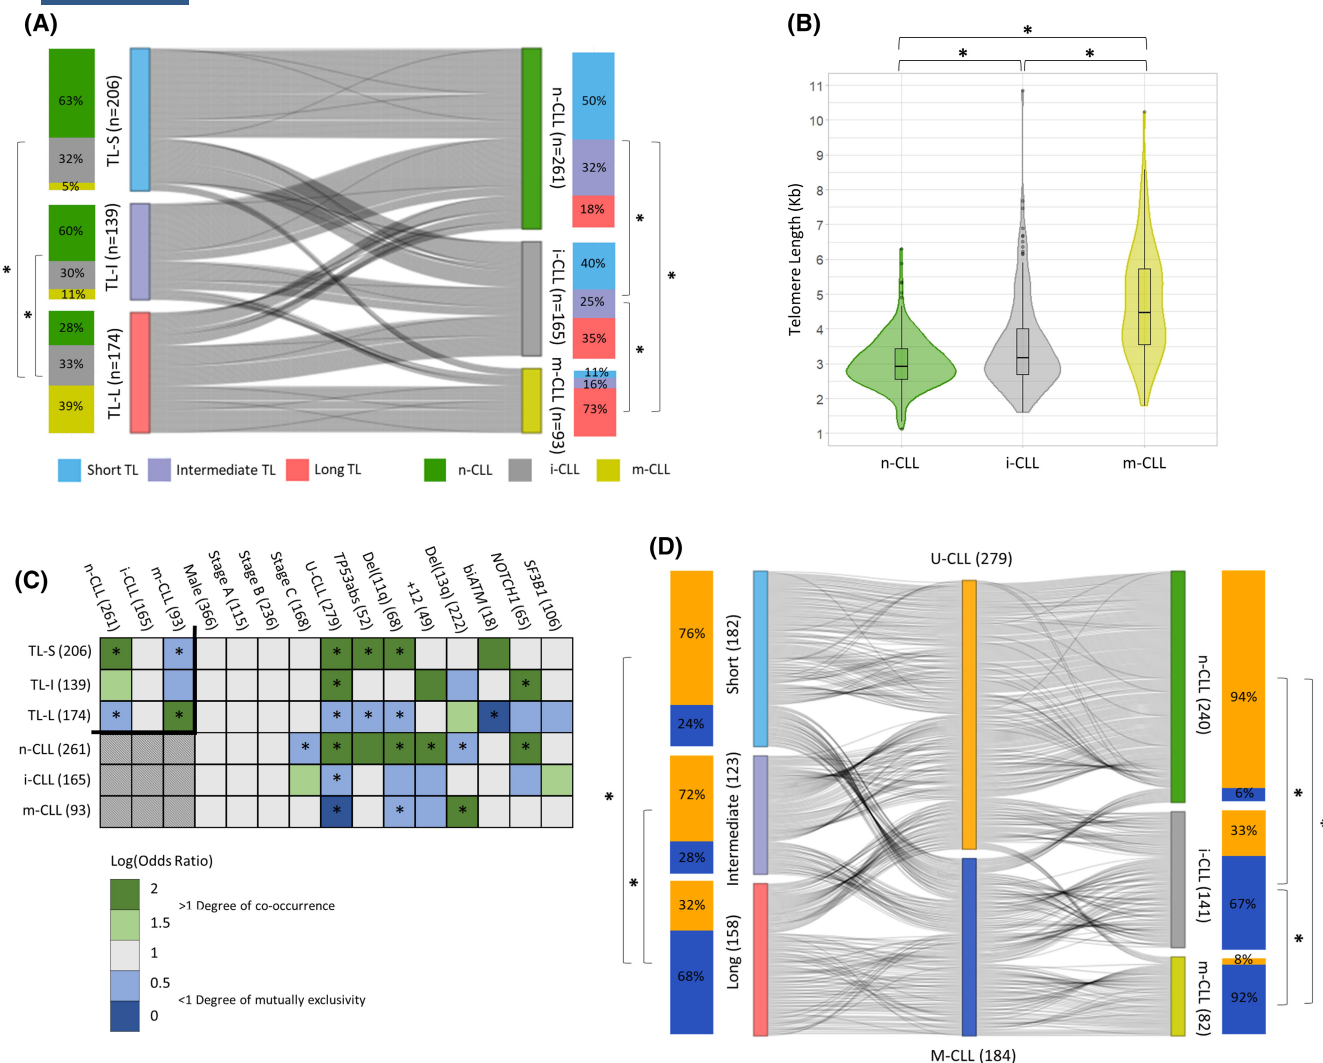 (A)
63%
32%
5%
TL-S (n=206)
60%
30%
11%
TL-I (n=139)
28%
33%
39%
TL-L (n=174)
*
*
n-CLL (n=261)
50%
32%
18%
i-CLL (n=165)
40%
25%
35%
m-CLL (n=93)
11%
16%
73%
*
*
*
Short TL Intermediate TL Long TL n-CLL i-CLL m-CLL
(B)
*
* *
Telomere Length (Kb)
11
10
9
8
7
6
5
4
3
2
1
n-CLL i-CLL m-CLL
(C)
n-CLL (261)
i-CLL (165)
m-CLL (93)
Male (366)
Stage A (115)
Stage B (236)
Stage C (168)
U-CLL (279)
TP53abs (52)
Del(11q) (68)
+12 (49)
Del(13q) (222)
biATM (18)
NOTCH1 (65)
SF3B1 (106)
TL-S (206) * * * * *
TL-I (139) * *
TL-L (174) * * * * * *
n-CLL (261) * * * * * *
i-CLL (165) *
m-CLL (93) * * *
Log(Odds Ratio)
2
>1 Degree of co-occurrence
1.5
1
0.5
<1 Degree of mutually exclusivity
0
(D)
U-CLL (279)
76%
24%
Short (182)
72%
28%
Intermediate (123)
32%
68%
Long (158)
*
*
n-CLL (240)
94%
6%
i-CLL (141)
33%
67%
m-CLL (82)
8%
92%
*
*
*
M-CLL (184)